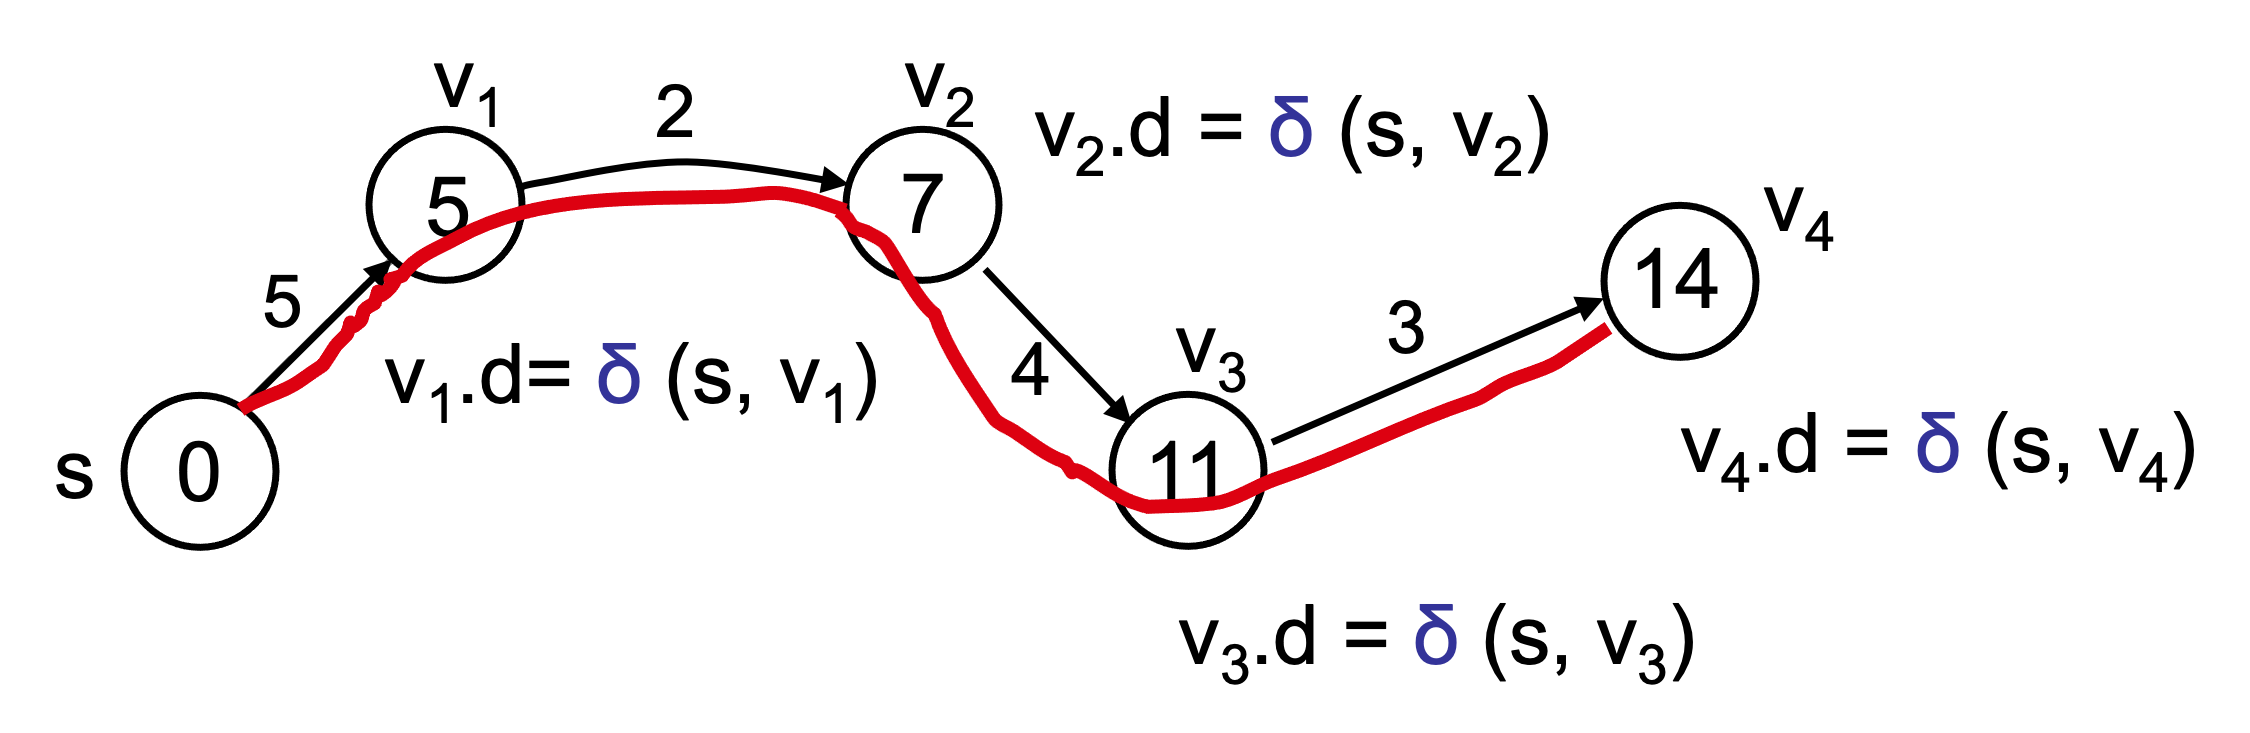 v₁
2
v₂
v₂.d = δ (s, v₂)
5
7
v₄
14
5
3
v₁.d= δ (s, v₁)
4
v₃
s
0
11
v₄.d = δ (s, v₄)
v₃.d = δ (s, v₃)